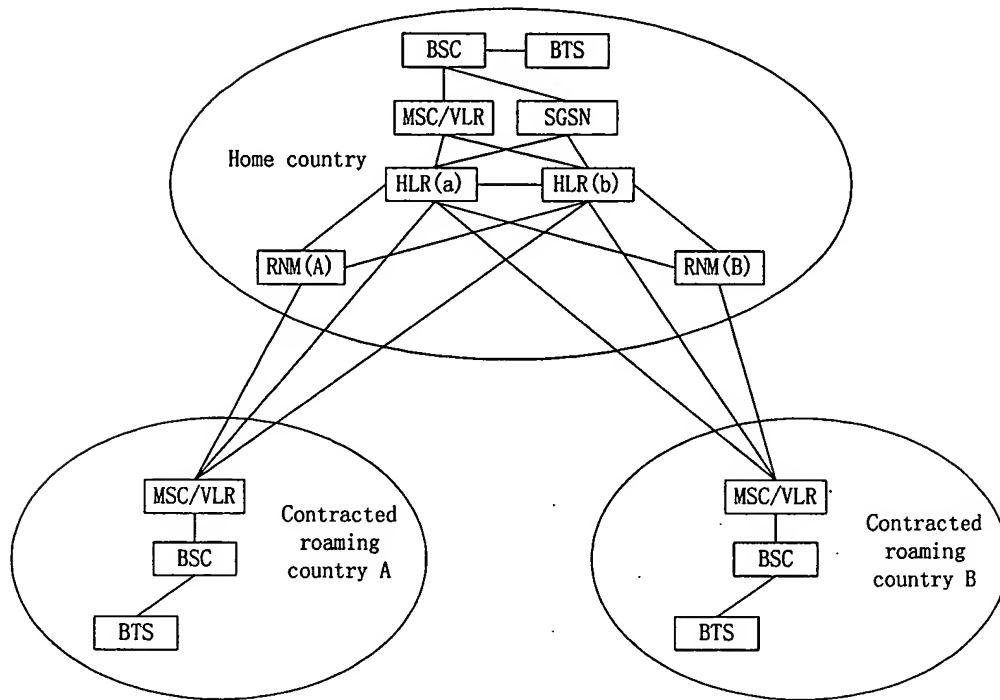 BSC
BTS
MSC/VLR
SGSN
Home country
HLR(a)
HLR(b)
RNM(A)
RNM(B)
MSC/VLR
BSC
BTS
Contracted
roaming
country A
MSC/VLR
BSC
BTS
Contracted
roaming
country B